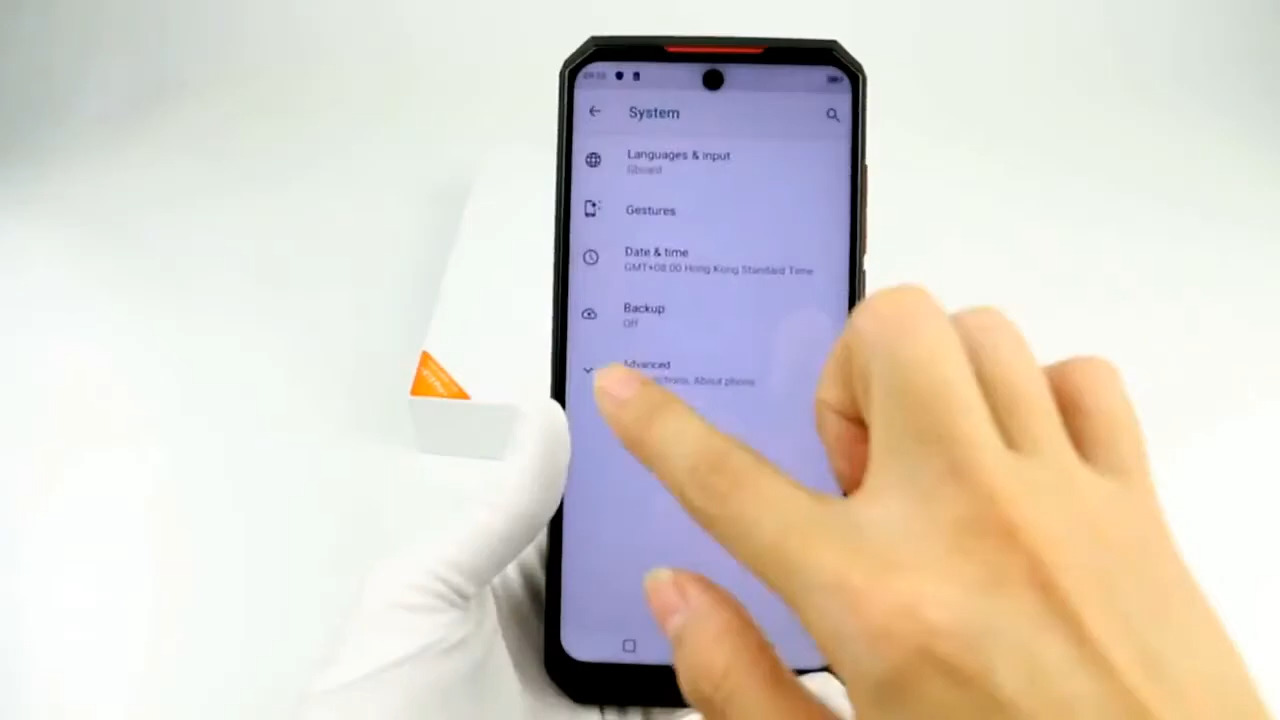 System
Languages & input
Gboard
Gestures
Date & time
GMT+08:00 Hong Kong Standard Time
Backup
Off
Advanced
About phone